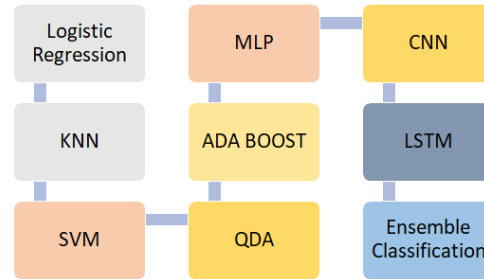 Logistic
Regression
KNN
SVM
QDA
ADA BOOST
MLP
CNN
LSTM
Ensemble
Classification